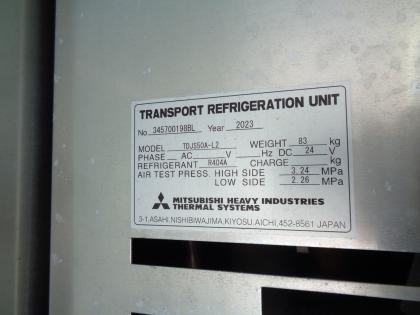 TRANSPORT REFRIGERATION UNIT
No. 345700198BL Year 2023
MODEL TDJS50A-L2 WEIGHT 83 kg
PHASE AC V Hz DC 24 V
REFRIGERANT R404A CHARGE kg
AIR TEST PRESS. HIGH SIDE 3.24 MPa
LOW SIDE 2.26 MPa
MITSUBISHI HEAVY INDUSTRIES
THERMAL SYSTEMS
3-1, ASAHI, NISHIBIWAJIMA, KIYOSU, AICHI, 452-8561 JAPAN